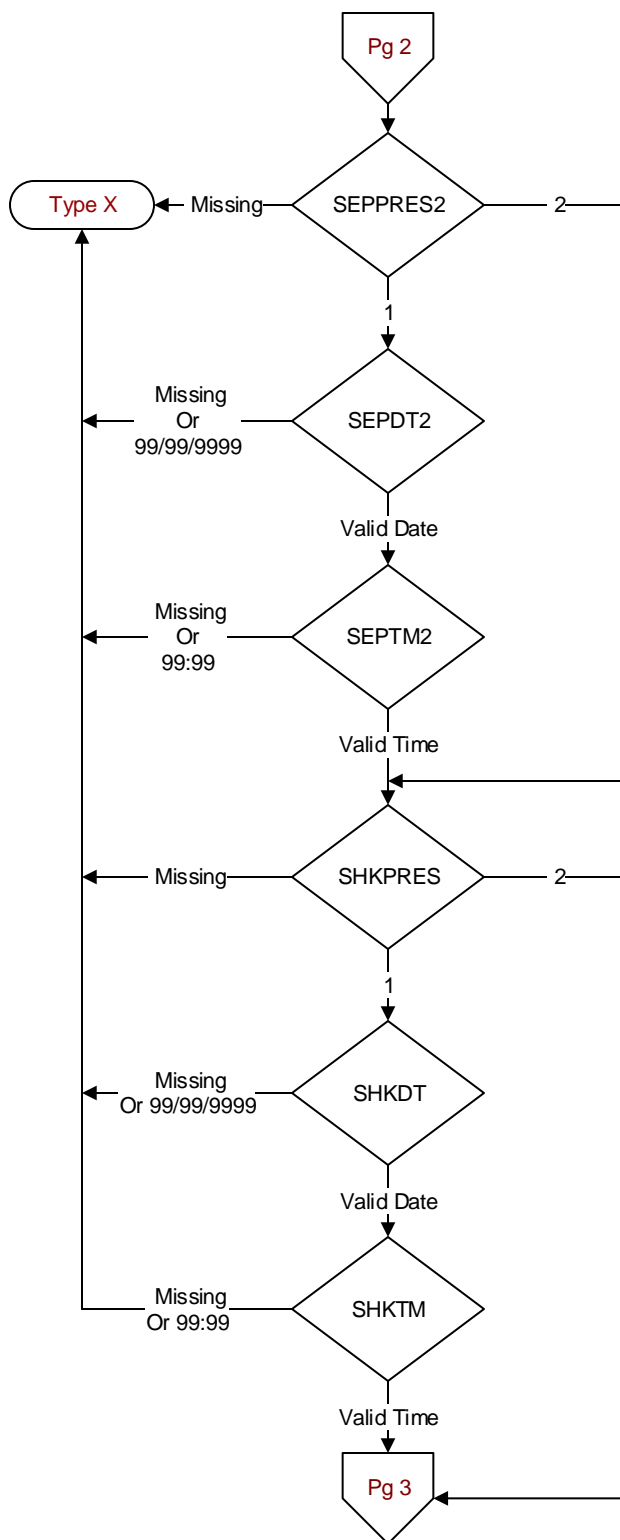 Pg 2
Type X
Missing
SEPPRES2
2
1
Missing
Or
99/99/9999
SEPDT2
Valid Date
Missing
Or
99:99
SEPTM2
Valid Time
Missing
SHKPRES
2
1
Missing
Or 99/99/9999
SHKDT
Valid Date
Missing
Or 99:99
SHKTM
Valid Time
Pg 3